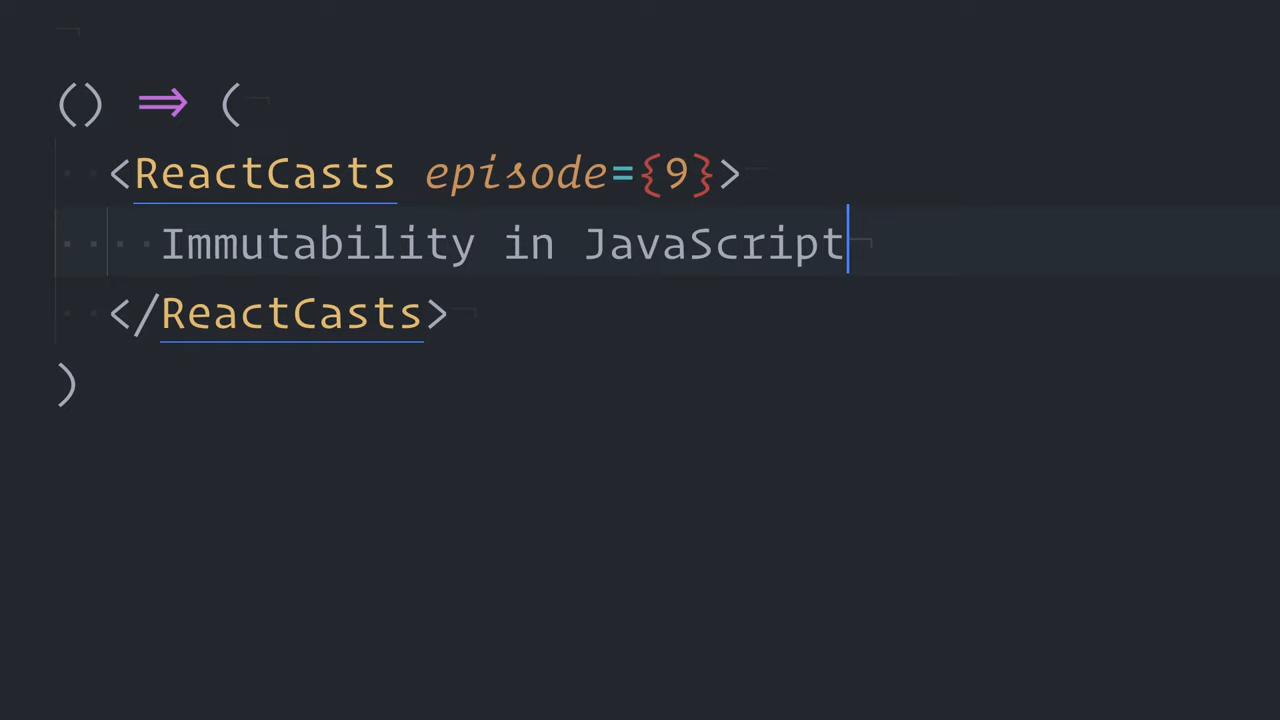 () => (
<ReactCasts episode={9}>
Immutability in JavaScript
</ReactCasts>
)